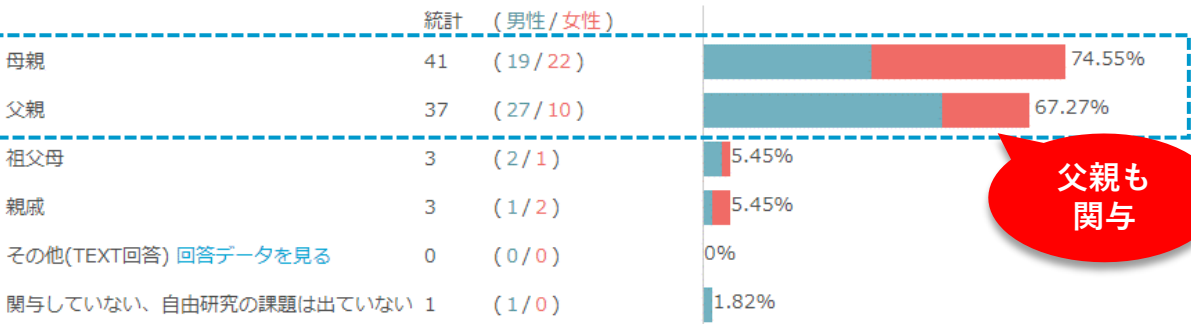 統計 (男性/女性)
母親 41 (19/22) 74.55%
父親 37 (27/10) 67.27%
祖父母 3 (2/1) 5.45%
親戚 3 (1/2) 5.45%
その他(TEXT回答) 回答データを見る 0 (0/0) 0%
関与していない、自由研究の課題は出ていない 1 (1/0) 1.82%
父親も
関与